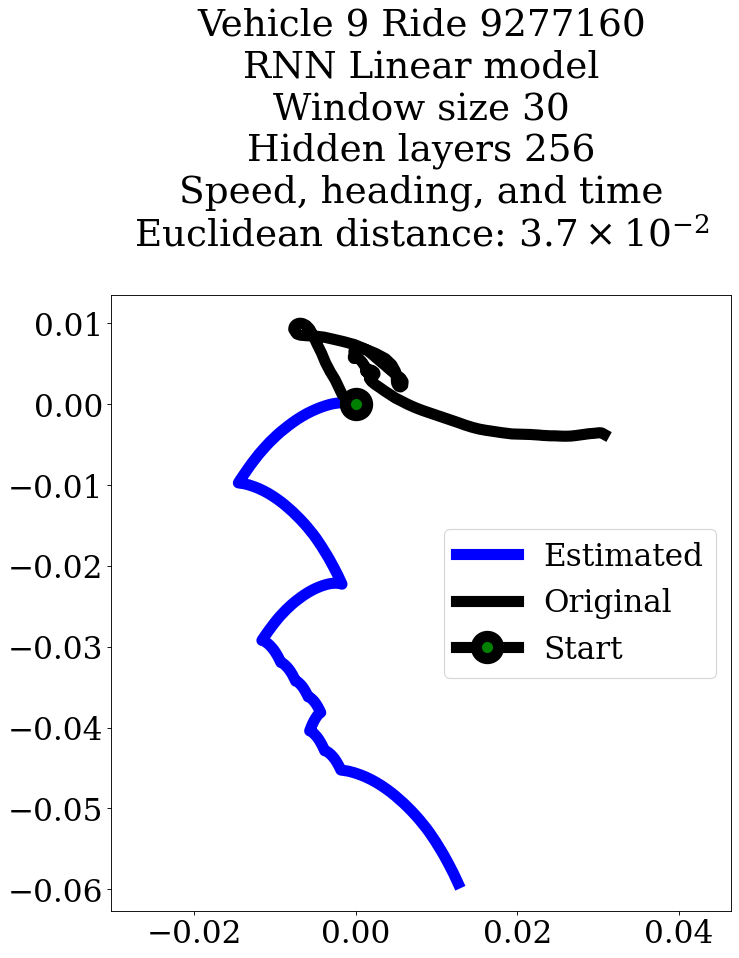 Vehicle 9 Ride 9277160
RNN Linear model
Window size 30
Hidden layers 256
Speed, heading, and time
Euclidean distance: 3.7 × 10⁻²
0.01
0.00
−0.01
−0.02
−0.03
−0.04
−0.05
−0.06
Estimated
Original
Start
−0.02 0.00 0.02 0.04